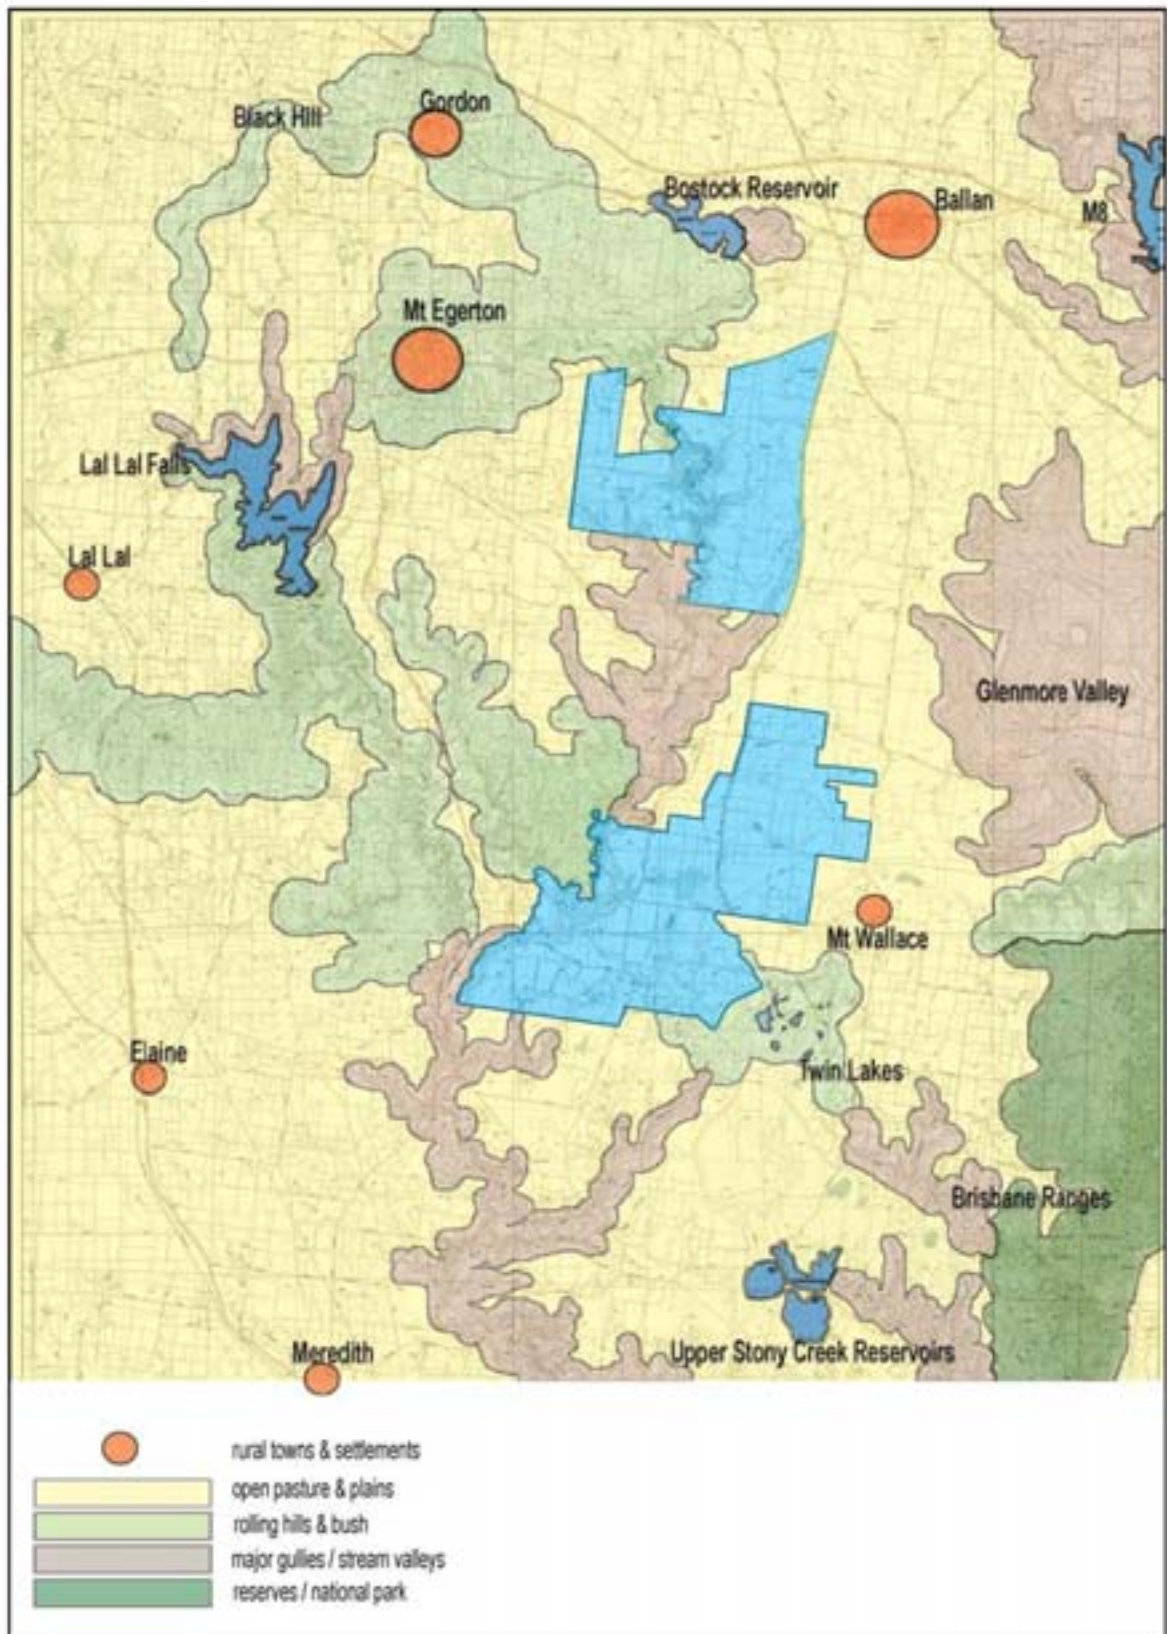 Gordon
Black Hill
Bostock Reservoir
Ballan
M8
Mt Egerton
Lal Lal Falls
Lal Lal
Glenmore Valley
Mt Wallace
Elaine
Twin Lakes
Brisbane Ranges
Meredith
Upper Stony Creek Reservoirs
rural towns & settlements
open pasture & plains
rolling hills & bush
major gullies / stream valleys
reserves / national park